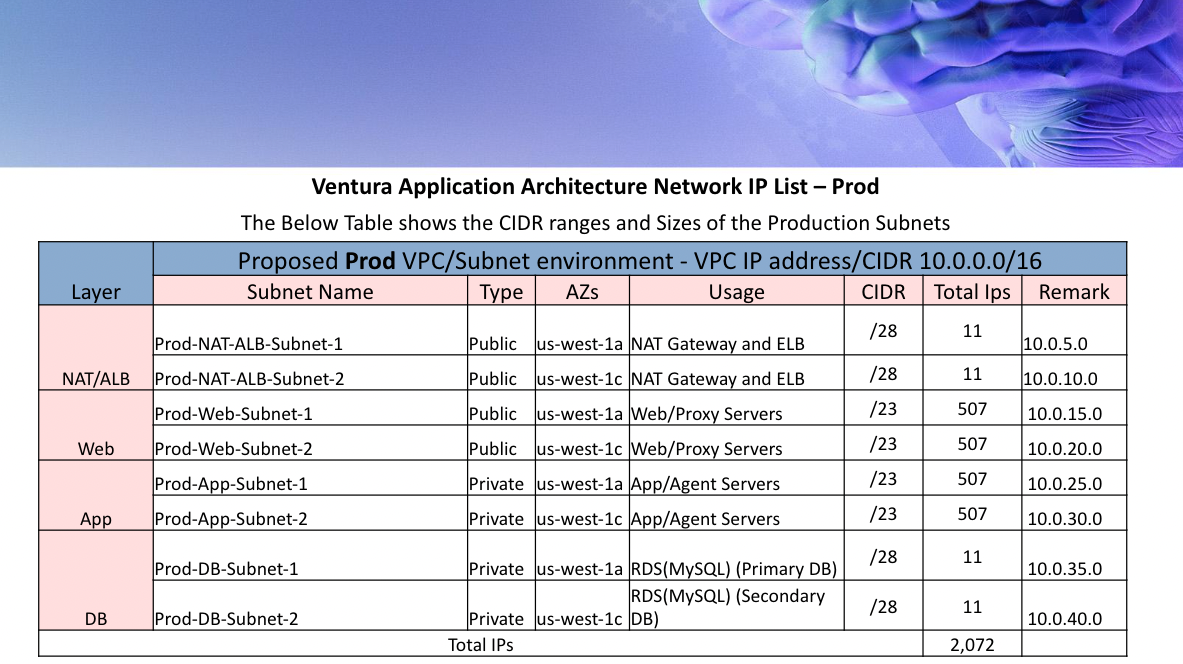 Ventura Application Architecture Network IP List – Prod
The Below Table shows the CIDR ranges and Sizes of the Production Subnets
Layer
Proposed Prod VPC/Subnet environment - VPC IP address/CIDR 10.0.0.0/16
Subnet Name Type AZs Usage CIDR Total Ips Remark
NAT/ALB
Prod-NAT-ALB-Subnet-1 Public us-west-1a NAT Gateway and ELB /28 11 10.0.5.0
Prod-NAT-ALB-Subnet-2 Public us-west-1c NAT Gateway and ELB /28 11 10.0.10.0
Web
Prod-Web-Subnet-1 Public us-west-1a Web/Proxy Servers /23 507 10.0.15.0
Prod-Web-Subnet-2 Public us-west-1c Web/Proxy Servers /23 507 10.0.20.0
App
Prod-App-Subnet-1 Private us-west-1a App/Agent Servers /23 507 10.0.25.0
Prod-App-Subnet-2 Private us-west-1c App/Agent Servers /23 507 10.0.30.0
DB
Prod-DB-Subnet-1 Private us-west-1a RDS(MySQL) (Primary DB) /28 11 10.0.35.0
Prod-DB-Subnet-2 Private us-west-1c RDS(MySQL) (Secondary
DB) /28 11 10.0.40.0
Total IPs 2,072